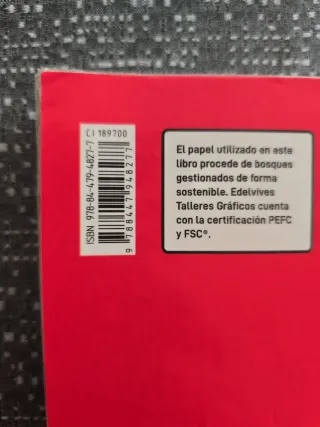 CI 189700
ISBN 978-84-479-4827-7
9 788447 948277
El papel utilizado en este
libro procede de bosques
gestionados de forma
sostenible. Edelvives
Talleres Gráficos cuenta
con la certificación PEFC
y FSC®.